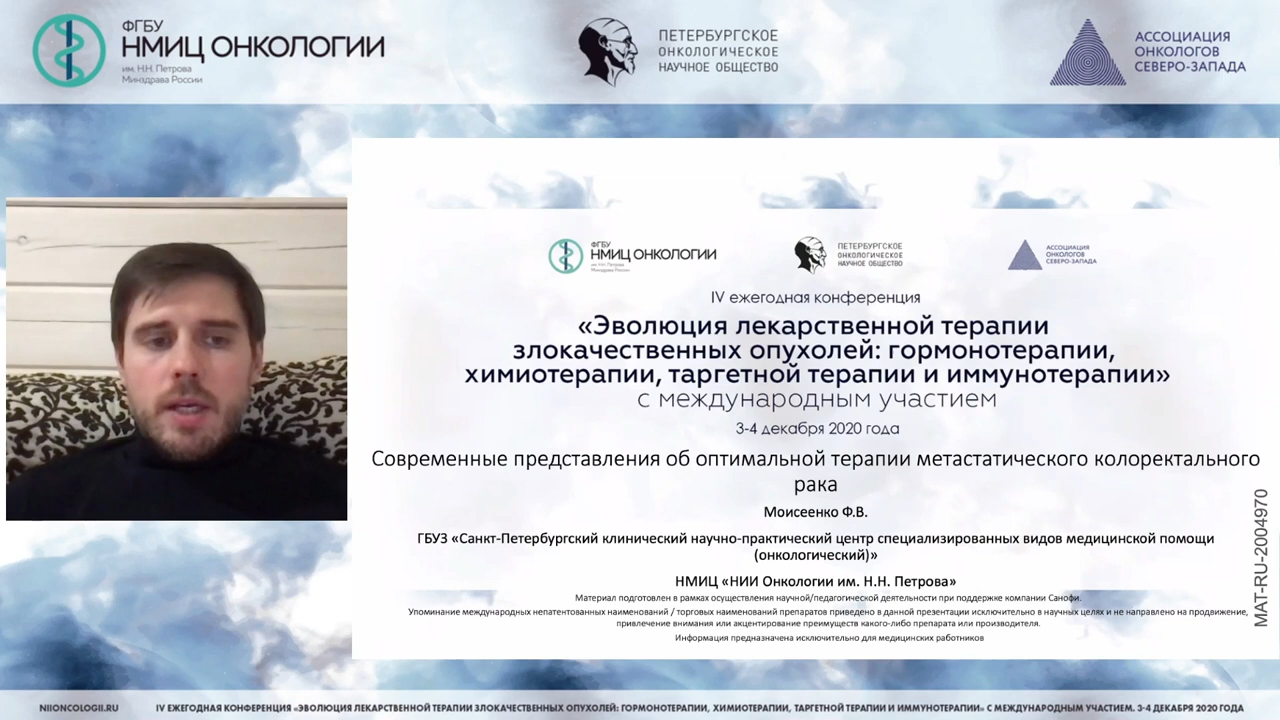 ФГБУ
НМИЦ ОНКОЛОГИИ
им. Н.Н. Петрова
Минздрава России
ПЕТЕРБУРГСКОЕ
ОНКОЛОГИЧЕСКОЕ
НАУЧНОЕ ОБЩЕСТВО
АССОЦИАЦИЯ
ОНКОЛОГОВ
СЕВЕРО-ЗАПАДА
ФГБУ
НМИЦ ОНКОЛОГИИ
им. Н.Н. Петрова
Минздрава России
ПЕТЕРБУРГСКОЕ
ОНКОЛОГИЧЕСКОЕ
НАУЧНОЕ ОБЩЕСТВО
АССОЦИАЦИЯ
ОНКОЛОГОВ
СЕВЕРО-ЗАПАДА
IV ежегодная конференция
«Эволюция лекарственной терапии
злокачественных опухолей: гормонотерапии,
химиотерапии, таргетной терапии и иммунотерапии»
с международным участием
3-4 декабря 2020 года
Современные представления об оптимальной терапии метастатического колоректального
рака
Моисеенко Ф.В.
ГБУЗ «Санкт-Петербургский клинический научно-практический центр специализированных видов медицинской помощи
(онкологический)»
НМИЦ «НИИ Онкологии им. Н.Н. Петрова»
Материал подготовлен в рамках осуществления научной/педагогической деятельности при поддержке компании Санофи.
Упоминание международных непатентованных наименований / торговых наименований препаратов приведено в данной презентации исключительно в научных целях и не направлено на продвижение,
привлечение внимания или акцентирование преимуществ какого-либо препарата или производителя.
Информация предназначена исключительно для медицинских работников
MAT-RU-2004970
NIIONCOLOGII.RU
IV ЕЖЕГОДНАЯ КОНФЕРЕНЦИЯ «ЭВОЛЮЦИЯ ЛЕКАРСТВЕННОЙ ТЕРАПИИ ЗЛОКАЧЕСТВЕННЫХ ОПУХОЛЕЙ: ГОРМОНОТЕРАПИИ, ХИМИОТЕРАПИИ, ТАРГЕТНОЙ ТЕРАПИИ И ИММУНОТЕРАПИИ» С МЕЖДУНАРОДНЫМ УЧАСТИЕМ. 3-4 ДЕКАБРЯ 2020 ГОДА